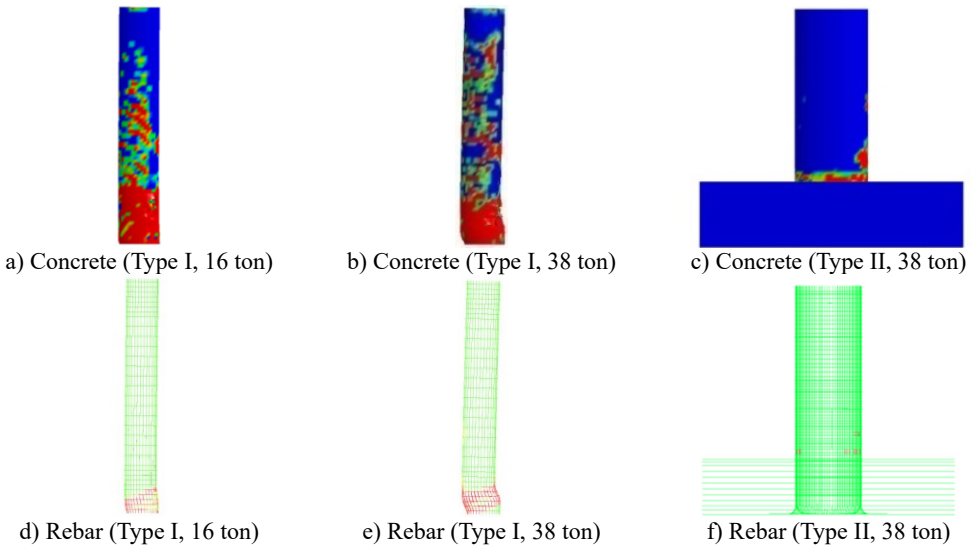 a) Concrete (Type I, 16 ton)
b) Concrete (Type I, 38 ton)
c) Concrete (Type II, 38 ton)
d) Rebar (Type I, 16 ton)
e) Rebar (Type I, 38 ton)
f) Rebar (Type II, 38 ton)